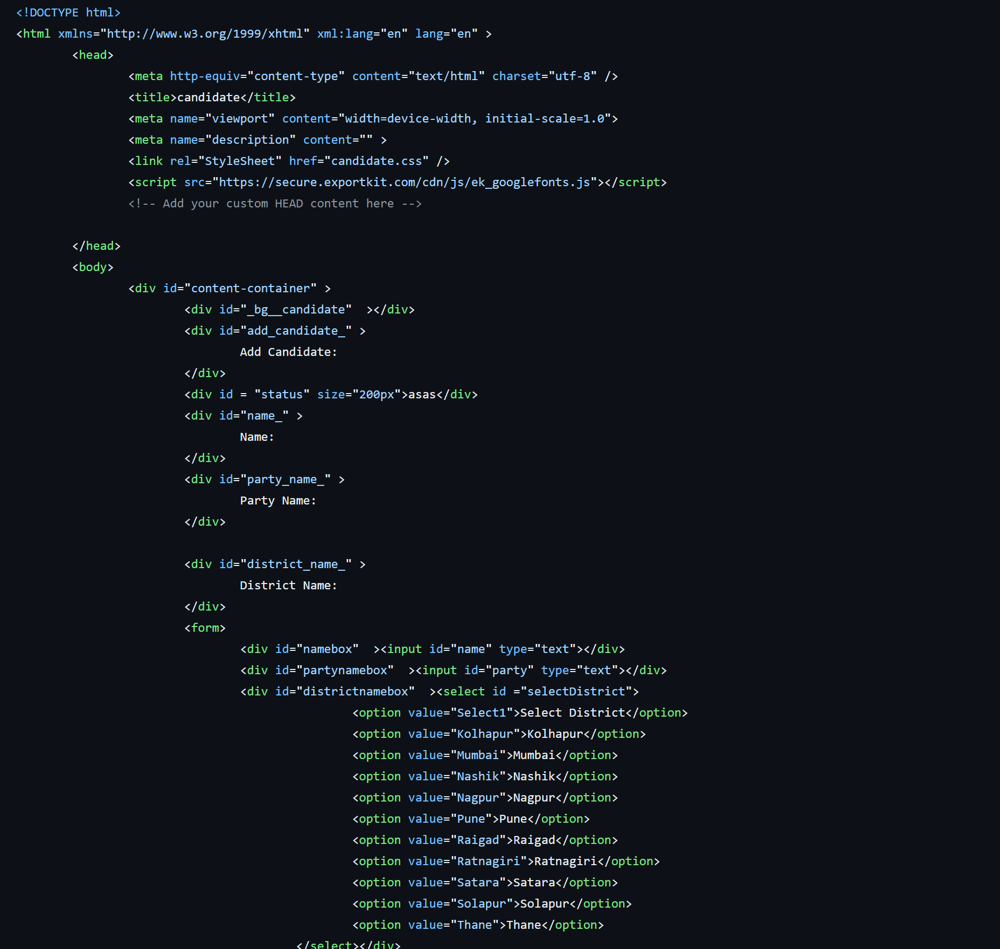 <!DOCTYPE html>
<html xmlns="http://www.w3.org/1999/xhtml" xml:lang="en" lang="en" >
<head>
<meta http-equiv="content-type" content="text/html" charset="utf-8" />
<title>candidate</title>
<meta name="viewport" content="width=device-width, initial-scale=1.0">
<meta name="description" content="" >
<link rel="StyleSheet" href="candidate.css" />
<script src="https://secure.exportkit.com/cdn/js/ek_googlefonts.js"></script>
<!-- Add your custom HEAD content here -->
</head>
<body>
<div id="content-container" >
<div id="_bg__candidate"  ></div>
<div id="add_candidate_" >
Add Candidate:
</div>
<div id = "status" size="200px">asas</div>
<div id="name_" >
Name:
</div>
<div id="party_name_" >
Party Name:
</div>
<div id="district_name_" >
District Name:
</div>
<form>
<div id="namebox"  ><input id="name" type="text"></div>
<div id="partynamebox"  ><input id="party" type="text"></div>
<div id="districtnamebox"  ><select id ="selectDistrict">
<option value="Select1">Select District</option>
<option value="Kolhapur">Kolhapur</option>
<option value="Mumbai">Mumbai</option>
<option value="Nashik">Nashik</option>
<option value="Nagpur">Nagpur</option>
<option value="Pune">Pune</option>
<option value="Raigad">Raigad</option>
<option value="Ratnagiri">Ratnagiri</option>
<option value="Satara">Satara</option>
<option value="Solapur">Solapur</option>
<option value="Thane">Thane</option>
</select></div>